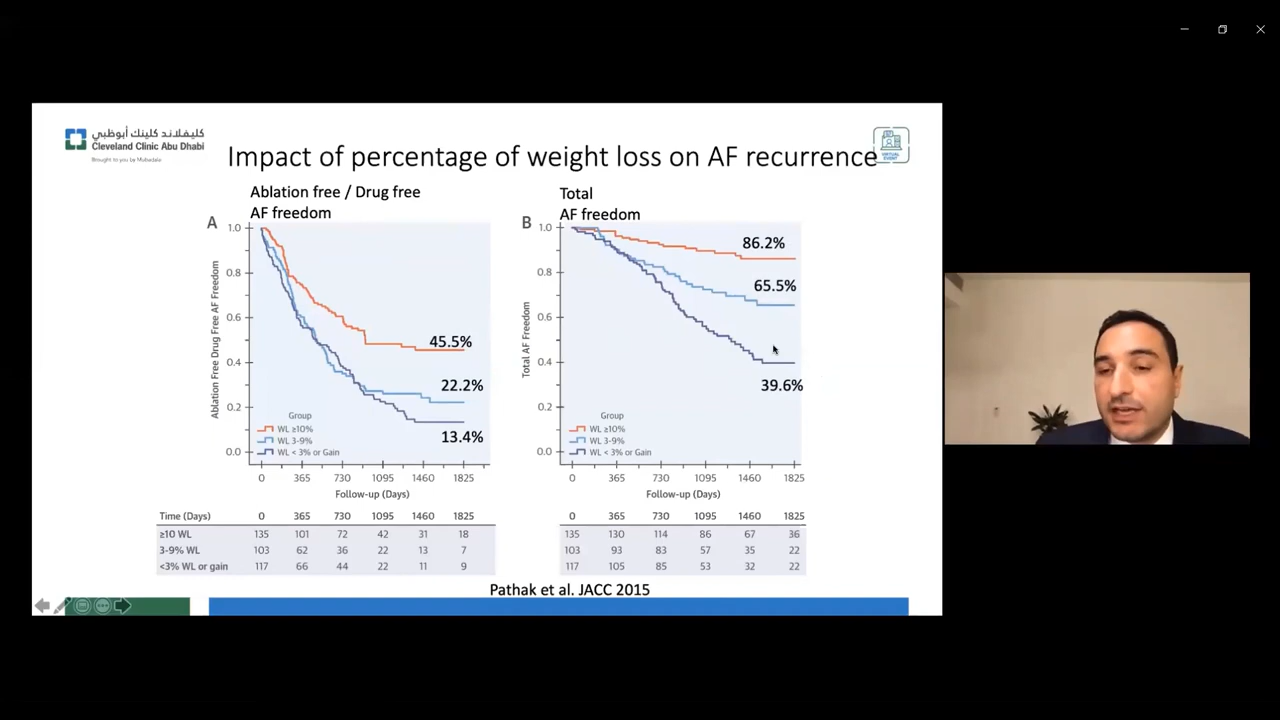 كليفلاند كلينك أبوظبي
Cleveland Clinic Abu Dhabi
Brought to you by Mubadala
Impact of percentage of weight loss on AF recurrence
VIRTUAL
EVENT
Ablation free / Drug free
AF freedom
A
Ablation Free Drug Free AF Freedom
1.0
0.8
0.6
0.4
0.2
0.0
45.5%
22.2%
13.4%
Group
WL ≥10%
WL 3-9%
WL < 3% or Gain
0 365 730 1095 1460 1825
Follow-up (Days)
Total
AF freedom
B
Total AF Freedom
1.0
0.8
0.6
0.4
0.2
0.0
86.2%
65.5%
39.6%
Group
WL ≥10%
WL 3-9%
WL < 3% or Gain
0 365 730 1095 1460 1825
Follow-up (Days)
Time (Days) 0 365 730 1095 1460 1825 0 365 730 1095 1460 1825
≥10 WL 135 101 72 42 31 18 135 130 114 86 67 36
3-9% WL 103 62 36 22 13 7 103 93 83 57 35 22
<3% WL or gain 117 66 44 22 11 9 117 105 85 53 32 22
Pathak et al. JACC 2015